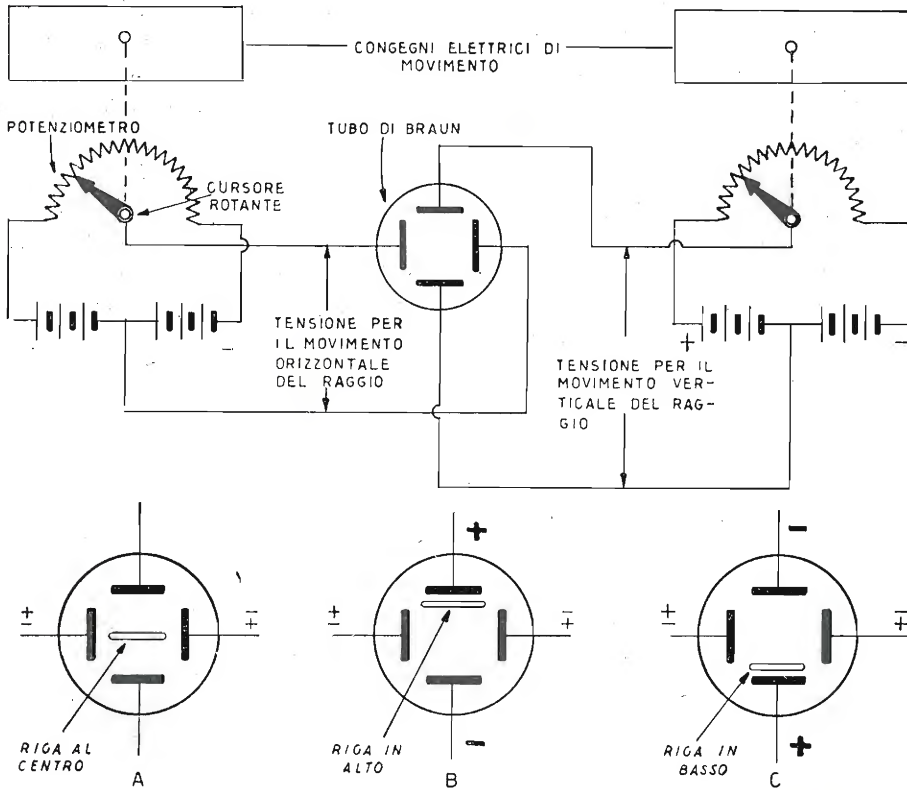 CONGEGNI ELETTRICI DI
MOVIMENTO
POTENZIOMETRO
TUBO DI BRAUN
CURSORE
ROTANTE
TENSIONE PER
IL MOVIMENTO
ORIZZONTALE
DEL RAGGIO
TENSIONE PER IL
MOVIMENTO VER-
TICALE DEL RAG-
GIO
-
+
-
+
-
±
∓
±
∓
±
∓
-
+
RIGA AL
CENTRO
RIGA IN
ALTO
RIGA IN
BASSO
A
B
C